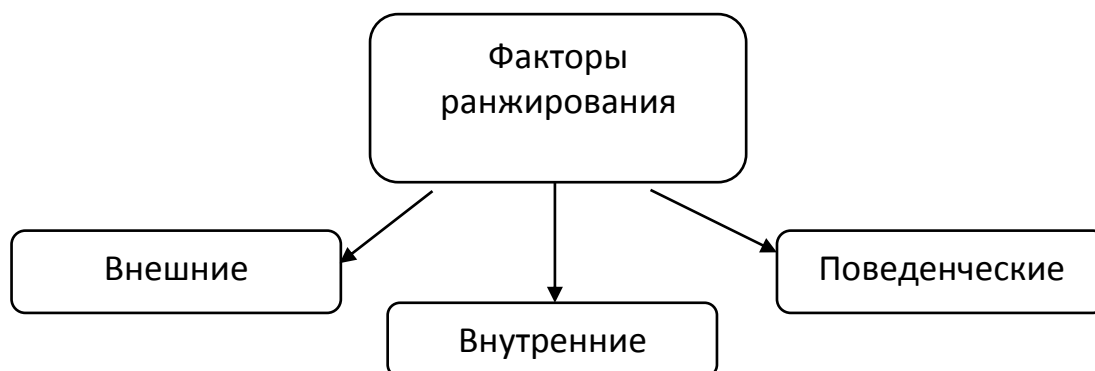 Факторы
ранжирования
Внешние
Поведенческие
Внутренние